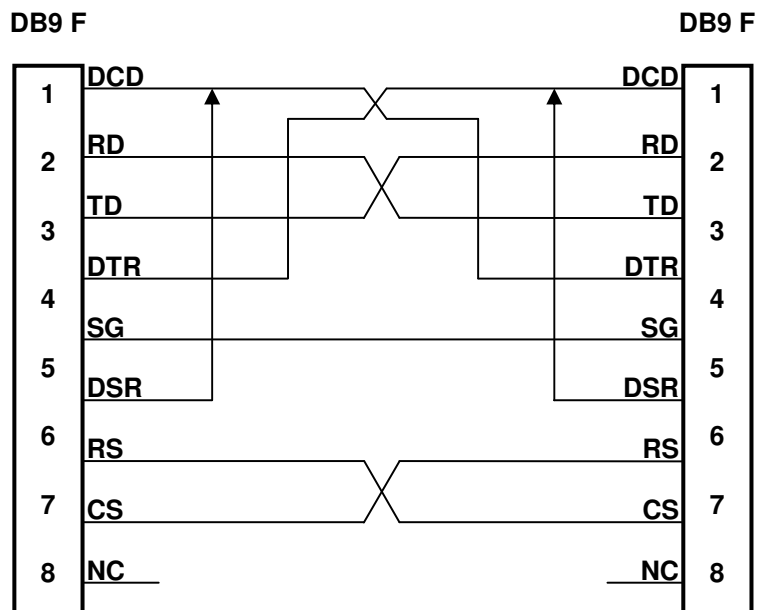 DB9 F DB9 F
DCD DCD
1 1
RD RD
2 2
TD TD
3 3
DTR DTR
4 4
SG SG
5 5
DSR DSR
6 6
RS RS
7 7
CS CS
8 NC NC 8